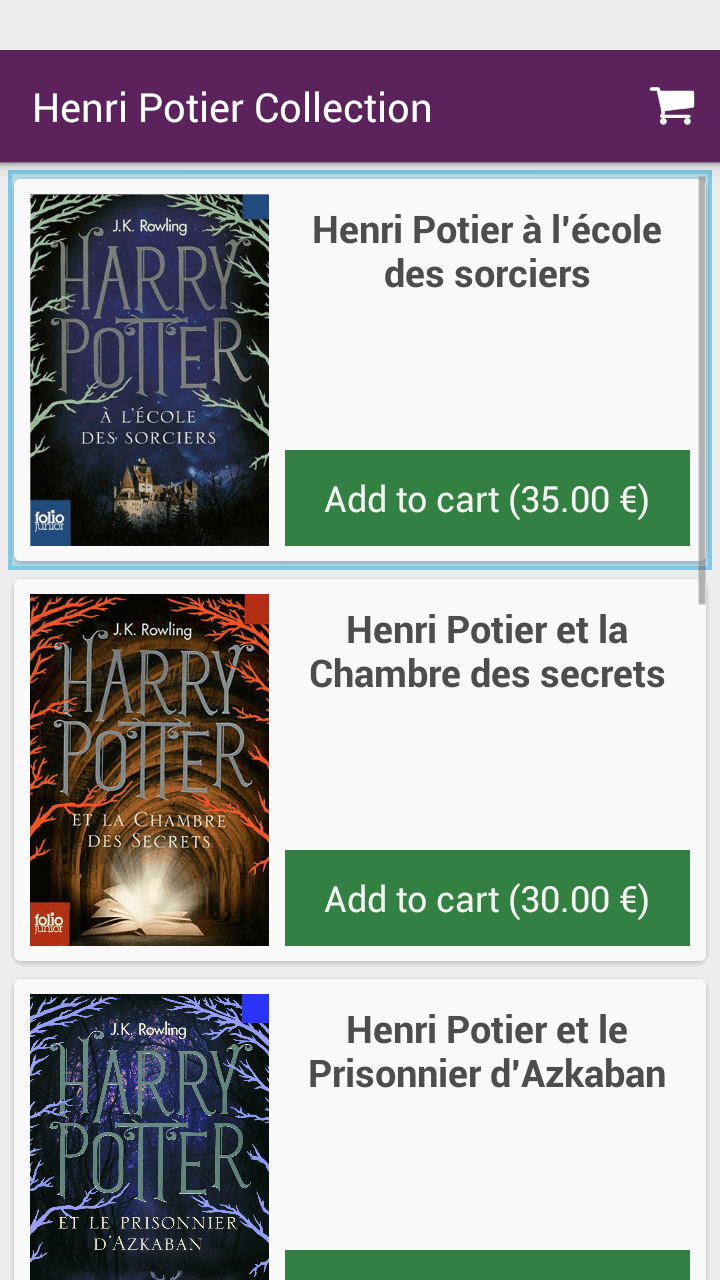 Henri Potier Collection
J.K. Rowling
HARRY
POTTER
À L'ÉCOLE
DES SORCIERS
folio
junior
Henri Potier à l'école
des sorciers
Add to cart (35.00 €)
J.K. Rowling
HARRY
POTTER
ET LA CHAMBRE
DES SECRETS
folio
junior
Henri Potier et la
Chambre des secrets
Add to cart (30.00 €)
J.K. Rowling
HARRY
POTTER
ET LE PRISONNIER
D'AZKABAN
Henri Potier et le
Prisonnier d'Azkaban